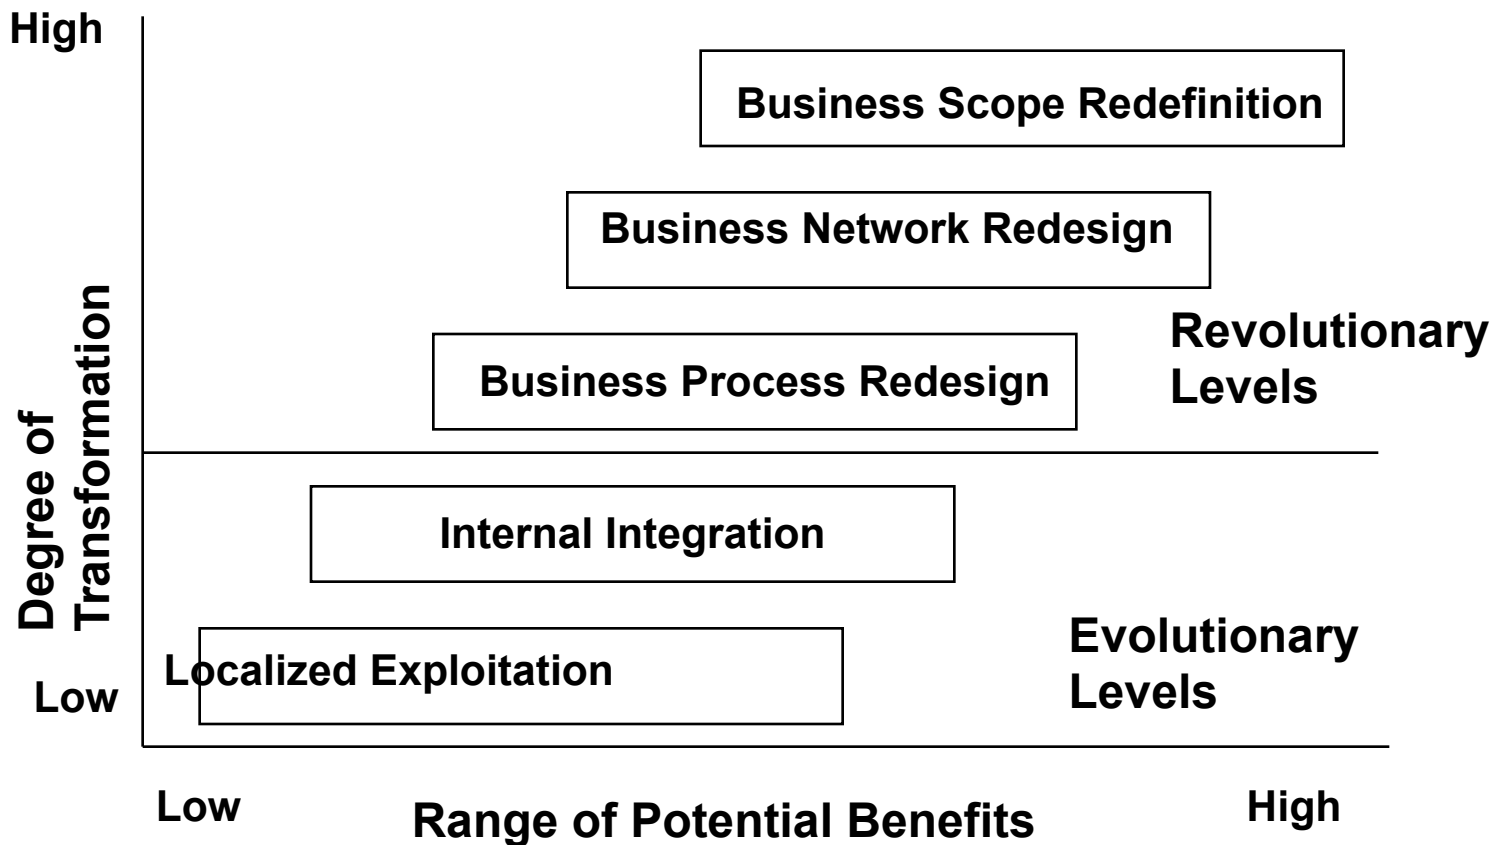 High
Business Scope Redefinition
Business Network Redesign
Revolutionary
Levels
Business Process Redesign
Degree of
Transformation
Internal Integration
Evolutionary
Levels
Localized Exploitation
Low
Low
Range of Potential Benefits
High